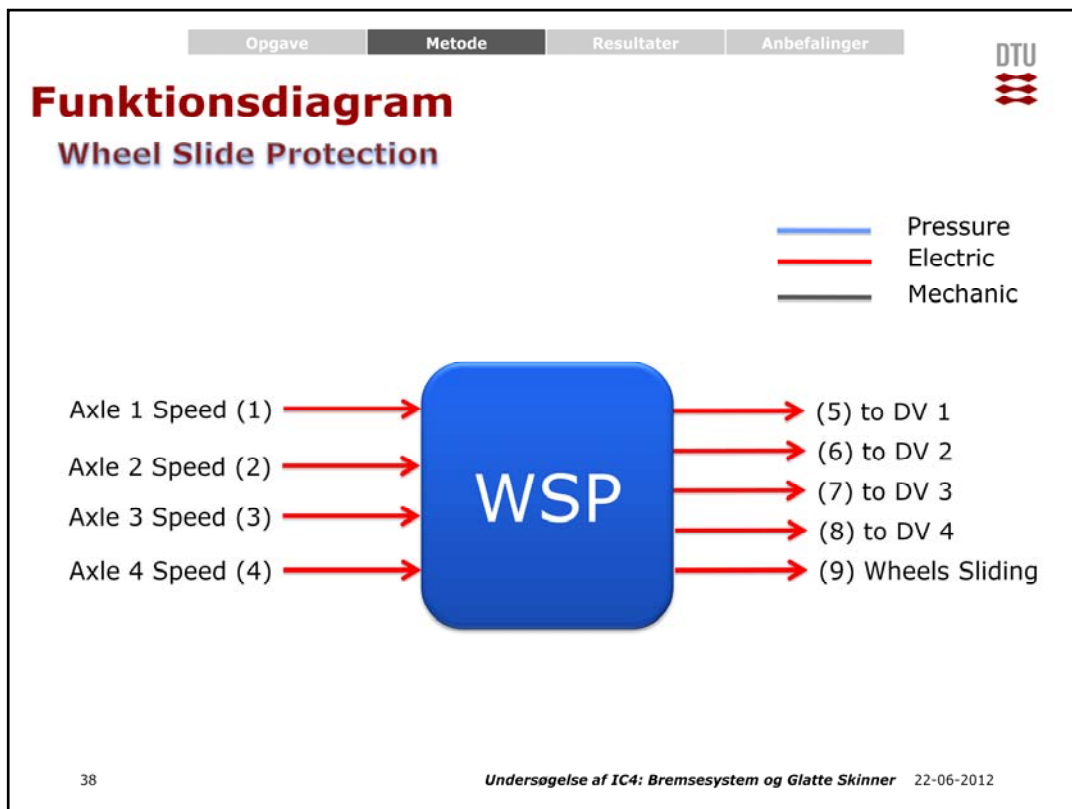 Opgave Metode Resultater Anbefalinger
DTU
Funktionsdiagram
Wheel Slide Protection
Pressure
Electric
Mechanic
Axle 1 Speed (1)
Axle 2 Speed (2)
Axle 3 Speed (3)
Axle 4 Speed (4)
WSP
(5) to DV 1
(6) to DV 2
(7) to DV 3
(8) to DV 4
(9) Wheels Sliding
38 Undersøgelse af IC4: Bremsesystem og Glatte Skinner 22-06-2012